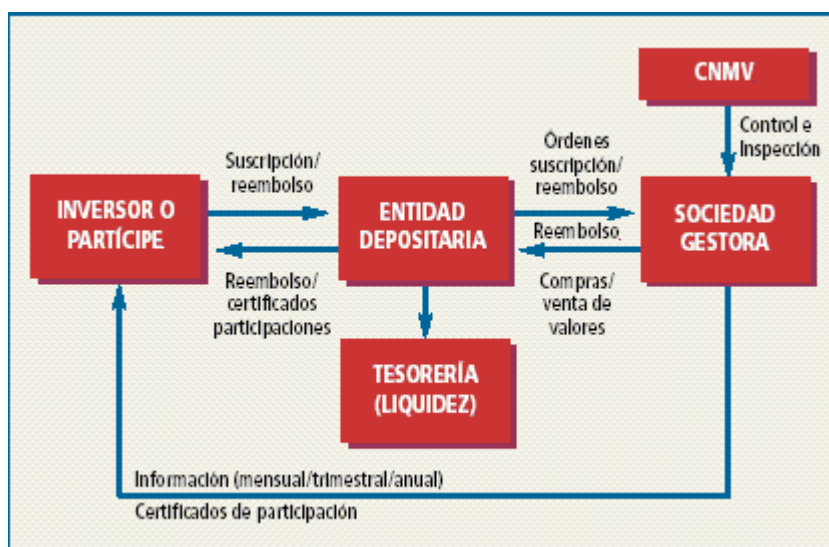 CNMV
Control e
Inspección
Suscripción/
reembolso
Órdenes
suscripción/
reembolso
INVERSOR O
PARTÍCIPE
ENTIDAD
DEPOSITARIA
SOCIEDAD
GESTORA
Reembolso/
certificados
participaciones
Reembolso.
Compras/
venta de
valores
TESORERÍA
(LIQUIDEZ)
Información (mensual/trimestral/anual)
Certificados de participación